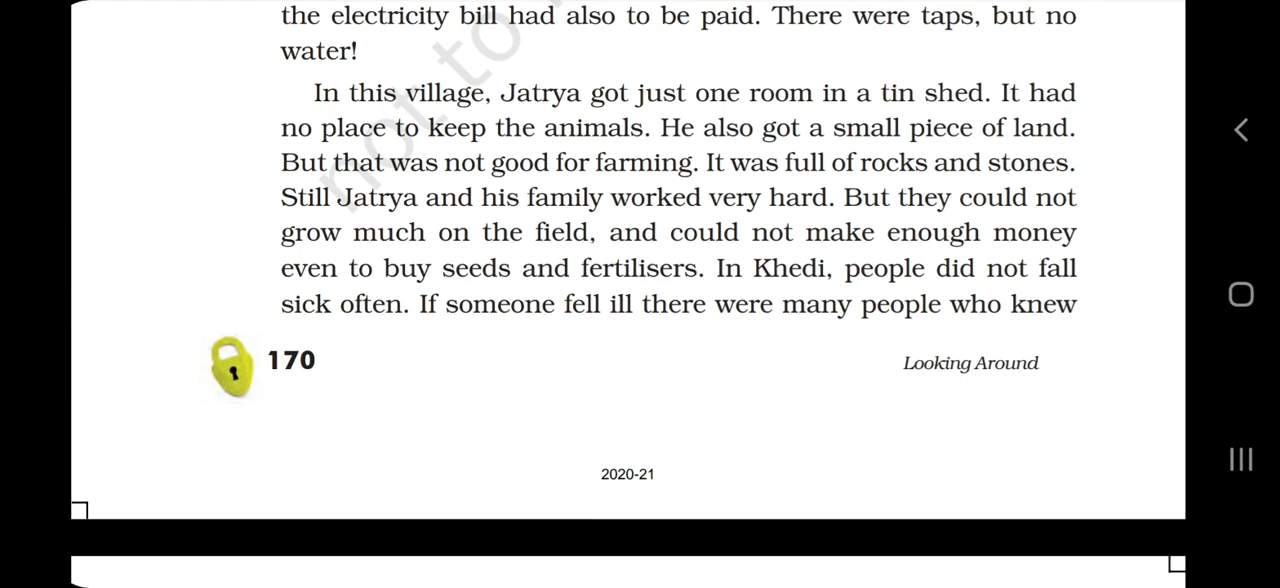 the electricity bill had also to be paid. There were taps, but no
water!
In this village, Jatrya got just one room in a tin shed. It had
no place to keep the animals. He also got a small piece of land.
But that was not good for farming. It was full of rocks and stones.
Still Jatrya and his family worked very hard. But they could not
grow much on the field, and could not make enough money
even to buy seeds and fertilisers. In Khedi, people did not fall
sick often. If someone fell ill there were many people who knew
170
Looking Around
2020-21
not to